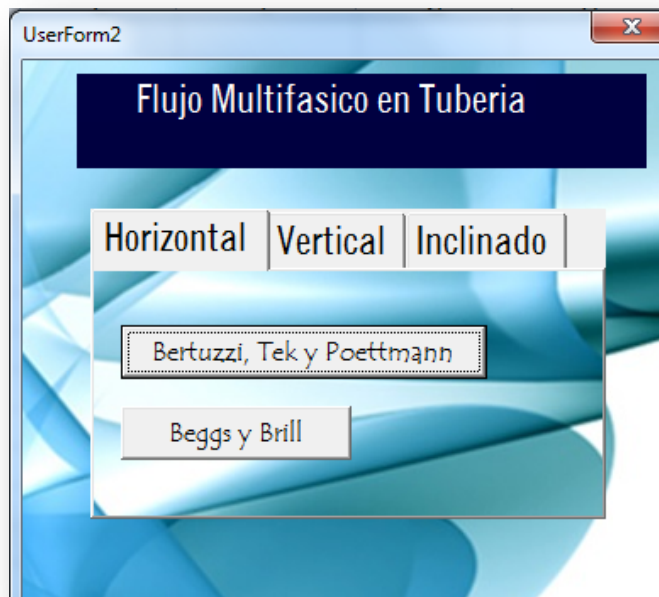 UserForm2
Flujo Multifasico en Tuberia
Horizontal
Vertical
Inclinado
Bertuzzi, Tek y Poettmann
Beggs y Brill